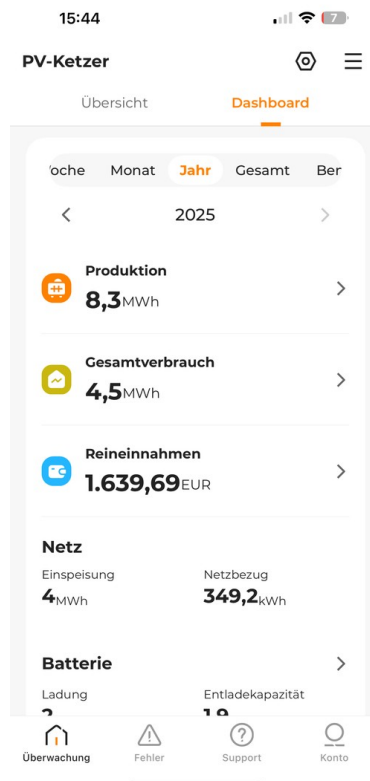 15:44
7
PV-Ketzer
Übersicht Dashboard
oche Monat Jahr Gesamt Ber
2025
Produktion
8,3MWh
Gesamtverbrauch
4,5MWh
Reineinnahmen
1.639,69EUR
Netz
Einspeisung Netzbezug
4MWh 349,2kWh
Batterie
Ladung Entladekapazität
Überwachung Fehler Support Konto